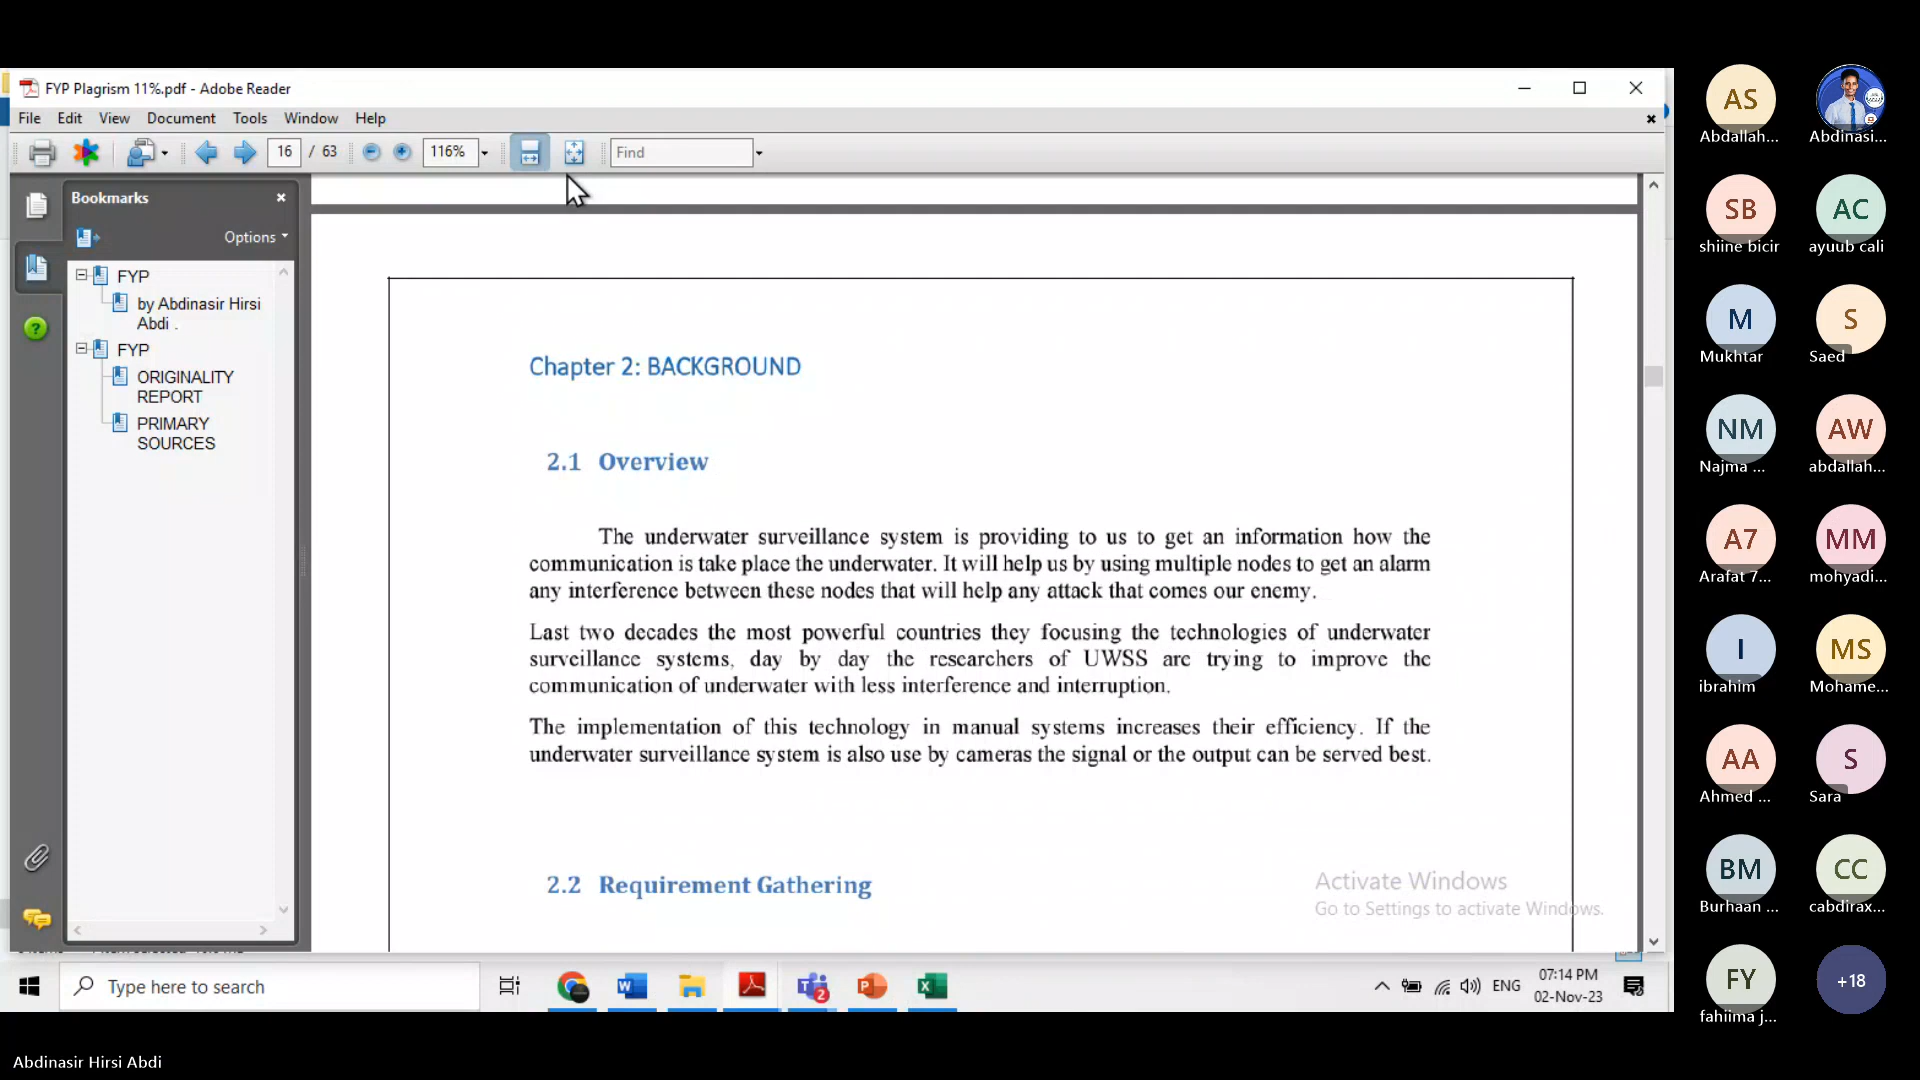 FYP Plagrism 11%.pdf - Adobe Reader
File Edit View Document Tools Window Help
16 / 63 116% Find
Bookmarks
Options
FYP
by Abdinasir Hirsi
Abdi .
FYP
ORIGINALITY
REPORT
PRIMARY
SOURCES
Chapter 2: BACKGROUND
2.1 Overview
The underwater surveillance system is providing to us to get an information how the
communication is take place the underwater. It will help us by using multiple nodes to get an alarm
any interference between these nodes that will help any attack that comes our enemy.
Last two decades the most powerful countries they focusing the technologies of underwater
surveillance systems, day by day the researchers of UWSS are trying to improve the
communication of underwater with less interference and interruption.
The implementation of this technology in manual systems increases their efficiency. If the
underwater surveillance system is also use by cameras the signal or the output can be served best.
2.2 Requirement Gathering
Activate Windows
Go to Settings to activate Windows.
Type here to search
2
ENG
07:14 PM
02-Nov-23
AS
Abdallah...
Abdinasi...
SB AC
shiine bicir ayuub cali
M S
Mukhtar Saed
NM AW
Najma ... abdallah...
A7 MM
Arafat 7... mohyadi...
I MS
ibrahim Mohame...
AA S
Ahmed ... Sara
BM CC
Burhaan ... cabdirax...
FY +18
fahiima j...
Abdinasir Hirsi Abdi